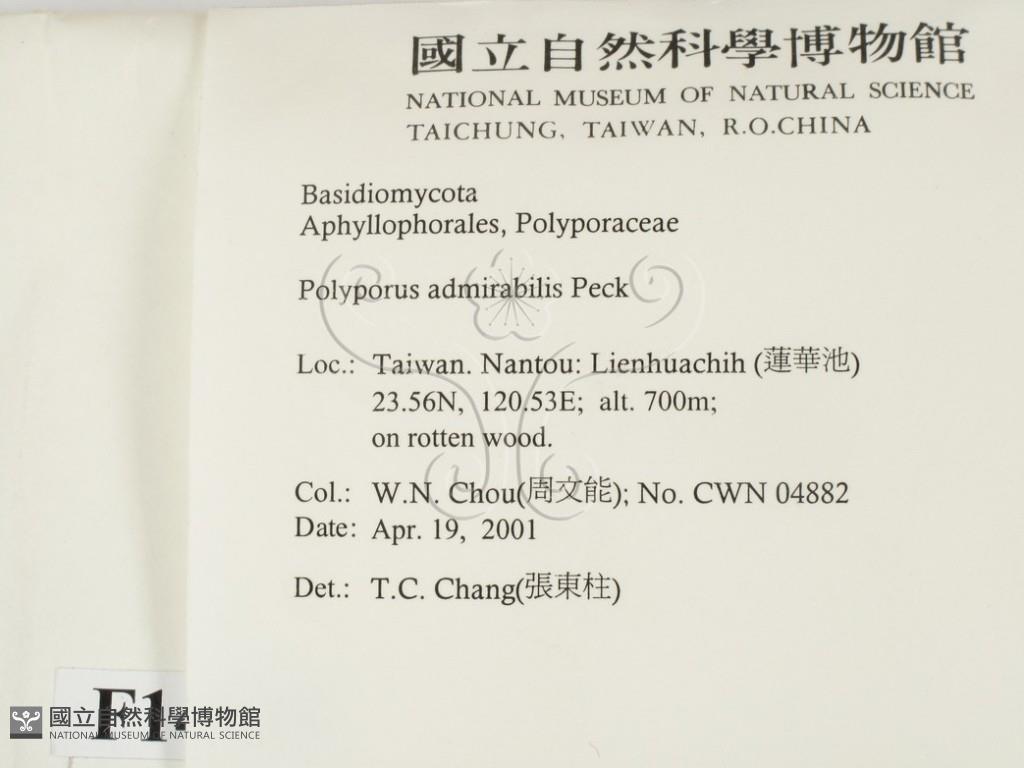 國立自然科學博物館
NATIONAL MUSEUM OF NATURAL SCIENCE
TAICHUNG, TAIWAN, R.O.CHINA
Basidiomycota
Aphyllophorales, Polyporaceae
Polyporus admirabilis Peck
Loc.: Taiwan. Nantou: Lienhuachih (蓮華池)
23.56N, 120.53E; alt. 700m;
on rotten wood.
Col.: W.N. Chou(周文能); No. CWN 04882
Date: Apr. 19, 2001
Det.: T.C. Chang(張東柱)
國立自然科學博物館
NATIONAL MUSEUM OF NATURAL SCIENCE